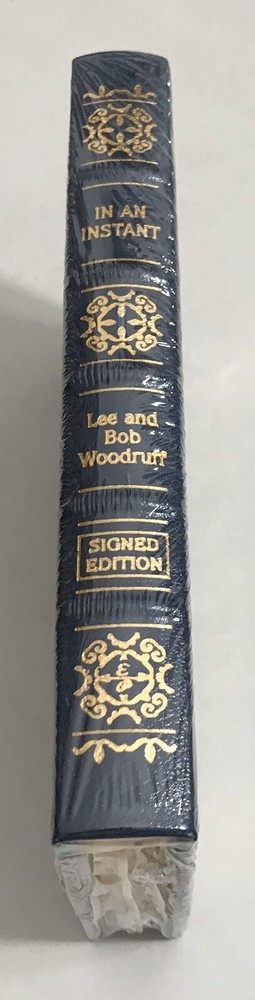 IN AN
INSTANT
Lee and
Bob
Woodruff
SIGNED
EDITION